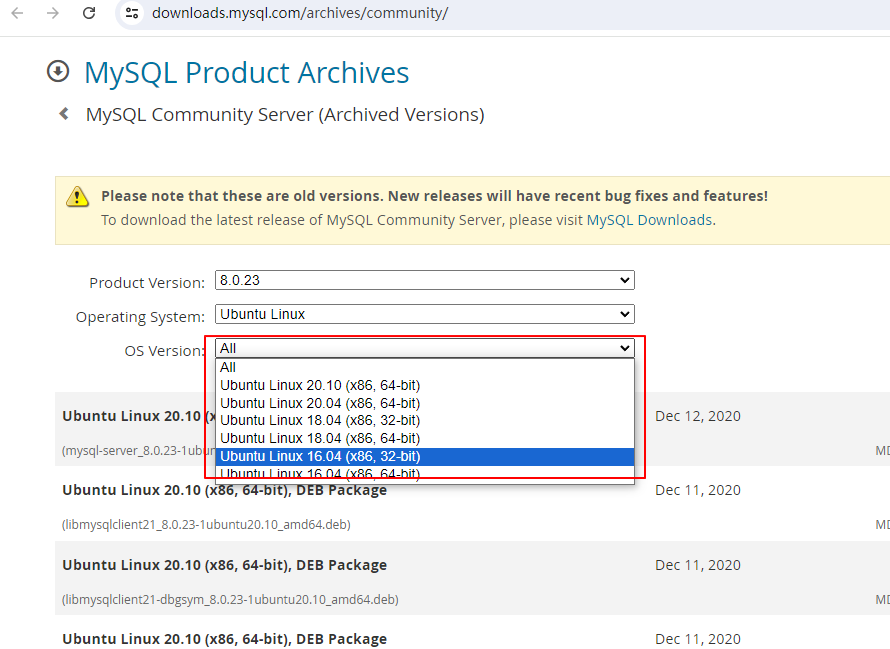 downloads.mysql.com/archives/community/
MySQL Product Archives
MySQL Community Server (Archived Versions)
Please note that these are old versions. New releases will have recent bug fixes and features!
To download the latest release of MySQL Community Server, please visit MySQL Downloads.
Product Version: 8.0.23
Operating System: Ubuntu Linux
OS Version: All
All
Ubuntu Linux 20.10 (x86, 64-bit)
Ubuntu Linux 20.04 (x86, 64-bit)
Ubuntu Linux 18.04 (x86, 32-bit)
Ubuntu Linux 18.04 (x86, 64-bit)
Ubuntu Linux 16.04 (x86, 32-bit)
Ubuntu Linux 16.04 (x86, 64-bit)
Ubuntu Linux 20.10 (x Dec 12, 2020
(mysql-server_8.0.23-1ubun MD
Ubuntu Linux 20.10 (x86, 64-bit), DEB Package Dec 11, 2020
(libmysqlclient21_8.0.23-1ubuntu20.10_amd64.deb) MD
Ubuntu Linux 20.10 (x86, 64-bit), DEB Package Dec 11, 2020
(libmysqlclient21-dbgsym_8.0.23-1ubuntu20.10_amd64.deb) MD
Ubuntu Linux 20.10 (x86, 64-bit), DEB Package Dec 11, 2020